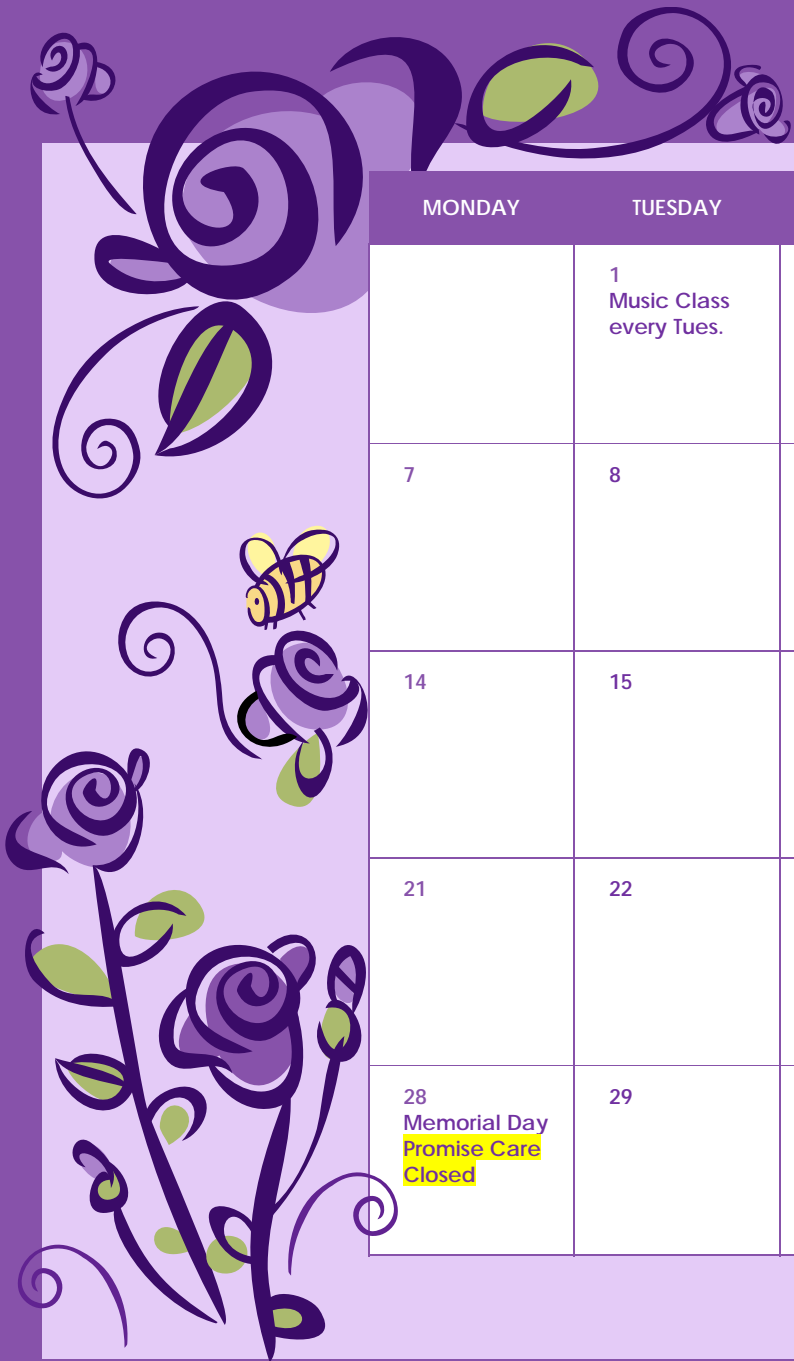 MONDAY TUESDAY
1
Music Class
every Tues.
7 8
14 15
21 22
28 29
Memorial Day
Promise Care
Closed